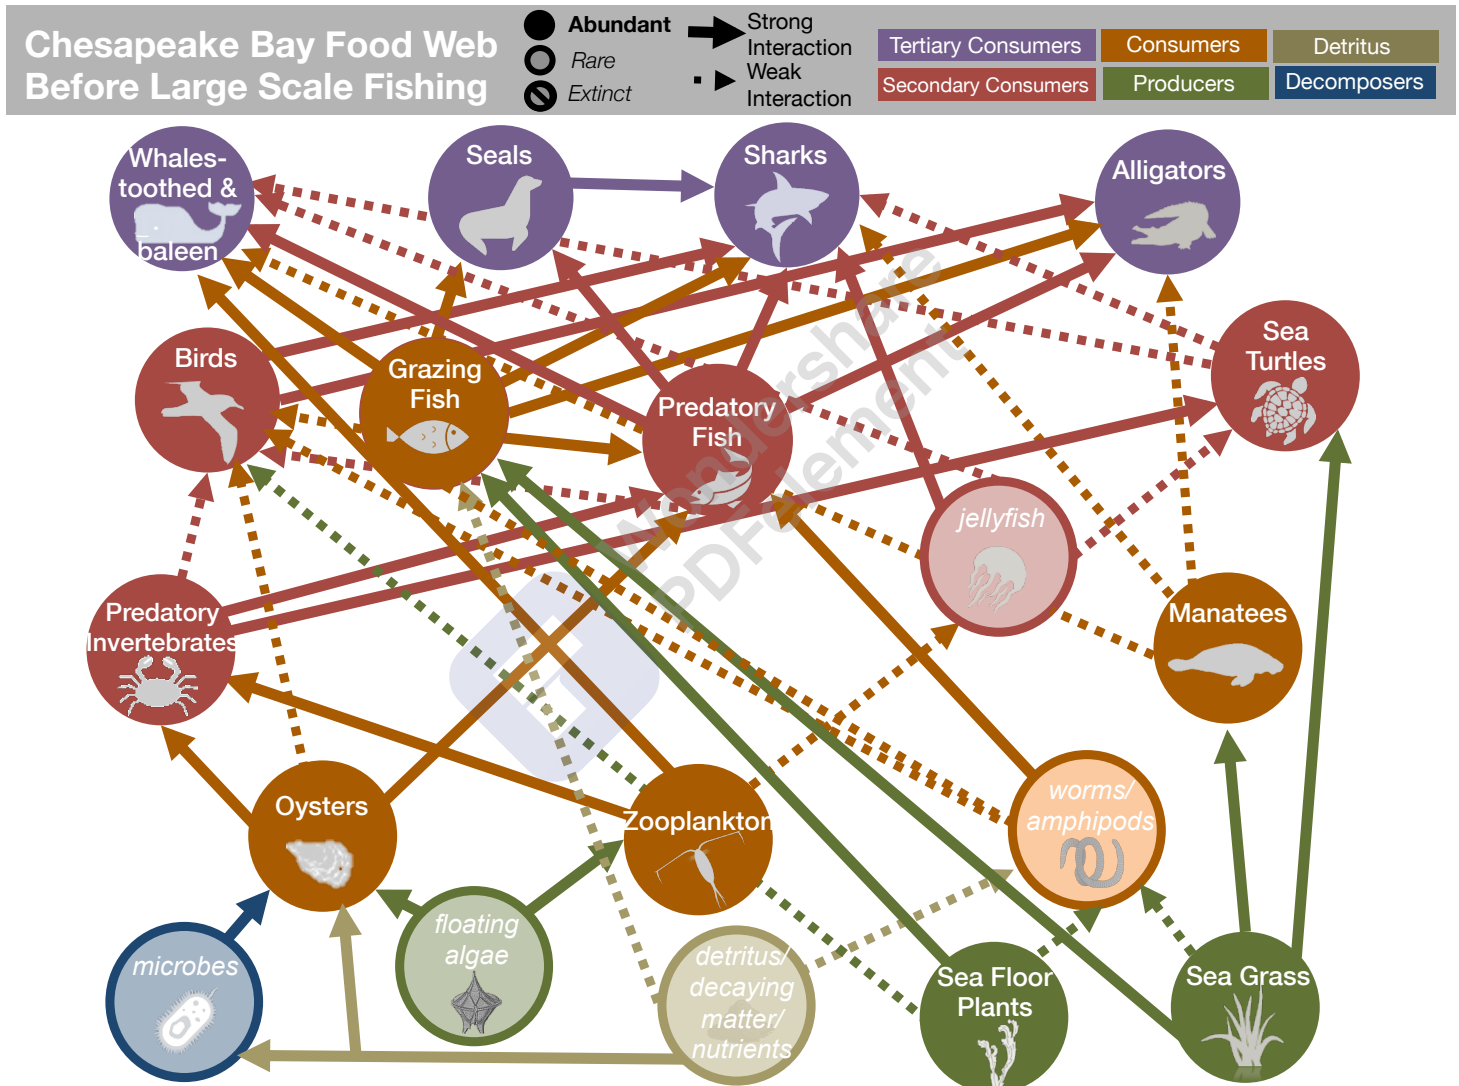 Chesapeake Bay Food Web
Before Large Scale Fishing
Abundant
Rare
Extinct
Strong
Interaction
Weak
Interaction
Tertiary Consumers
Consumers
Detritus
Secondary Consumers
Producers
Decomposers
Whales-
toothed &
baleen
Seals
Sharks
Alligators
Birds
Grazing
Fish
Predatory
Fish
Sea
Turtles
jellyfish
Predatory
Invertebrates
Manatees
Oysters
Zooplankton
worms/
amphipods
microbes
floating
algae
detritus/
decaying
matter/
nutrients
Sea Floor
Plants
Sea Grass
Wondershare
PDFelement